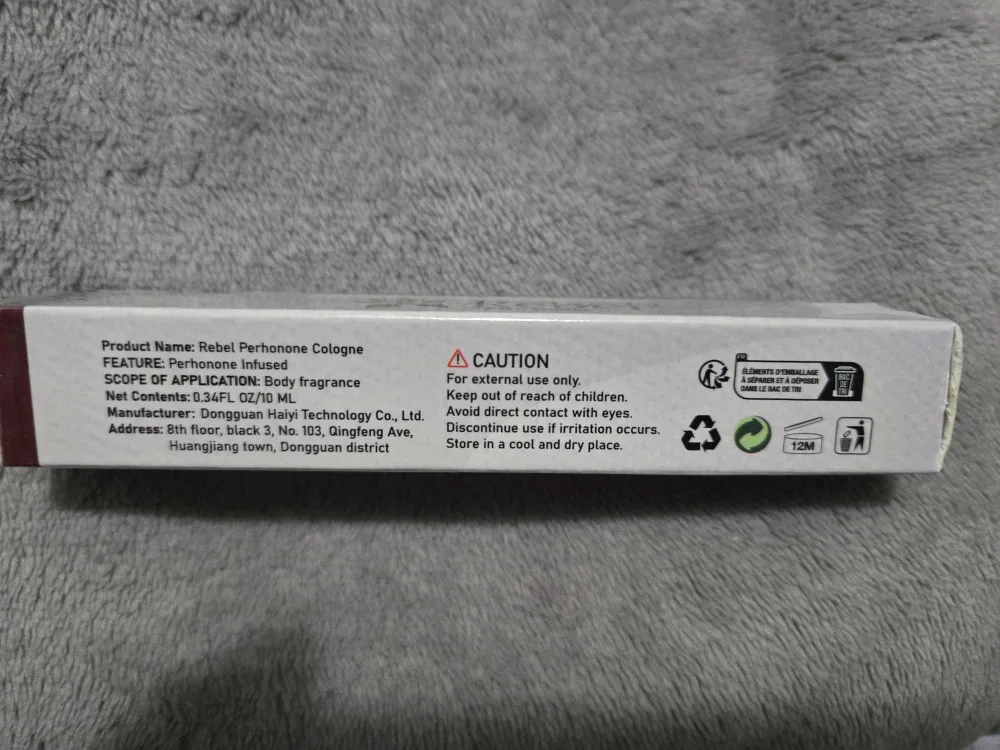 Product Name: Rebel Perhonone Cologne
FEATURE: Perhonone Infused
SCOPE OF APPLICATION: Body fragrance
Net Contents: 0.34FL OZ/10 ML
Manufacturer: Dongguan Haiyi Technology Co., Ltd.
Address: 8th floor, black 3, No. 103, Qingfeng Ave,
Huangjiang town, Dongguan district
CAUTION
For external use only.
Keep out of reach of children.
Avoid direct contact with eyes.
Discontinue use if irritation occurs.
Store in a cool and dry place.
FR
ÉLÉMENTS D'EMBALLAGE
À SÉPARER ET À DÉPOSER
DANS LE BAC DE TRI
BAC
DE
TRI
12M